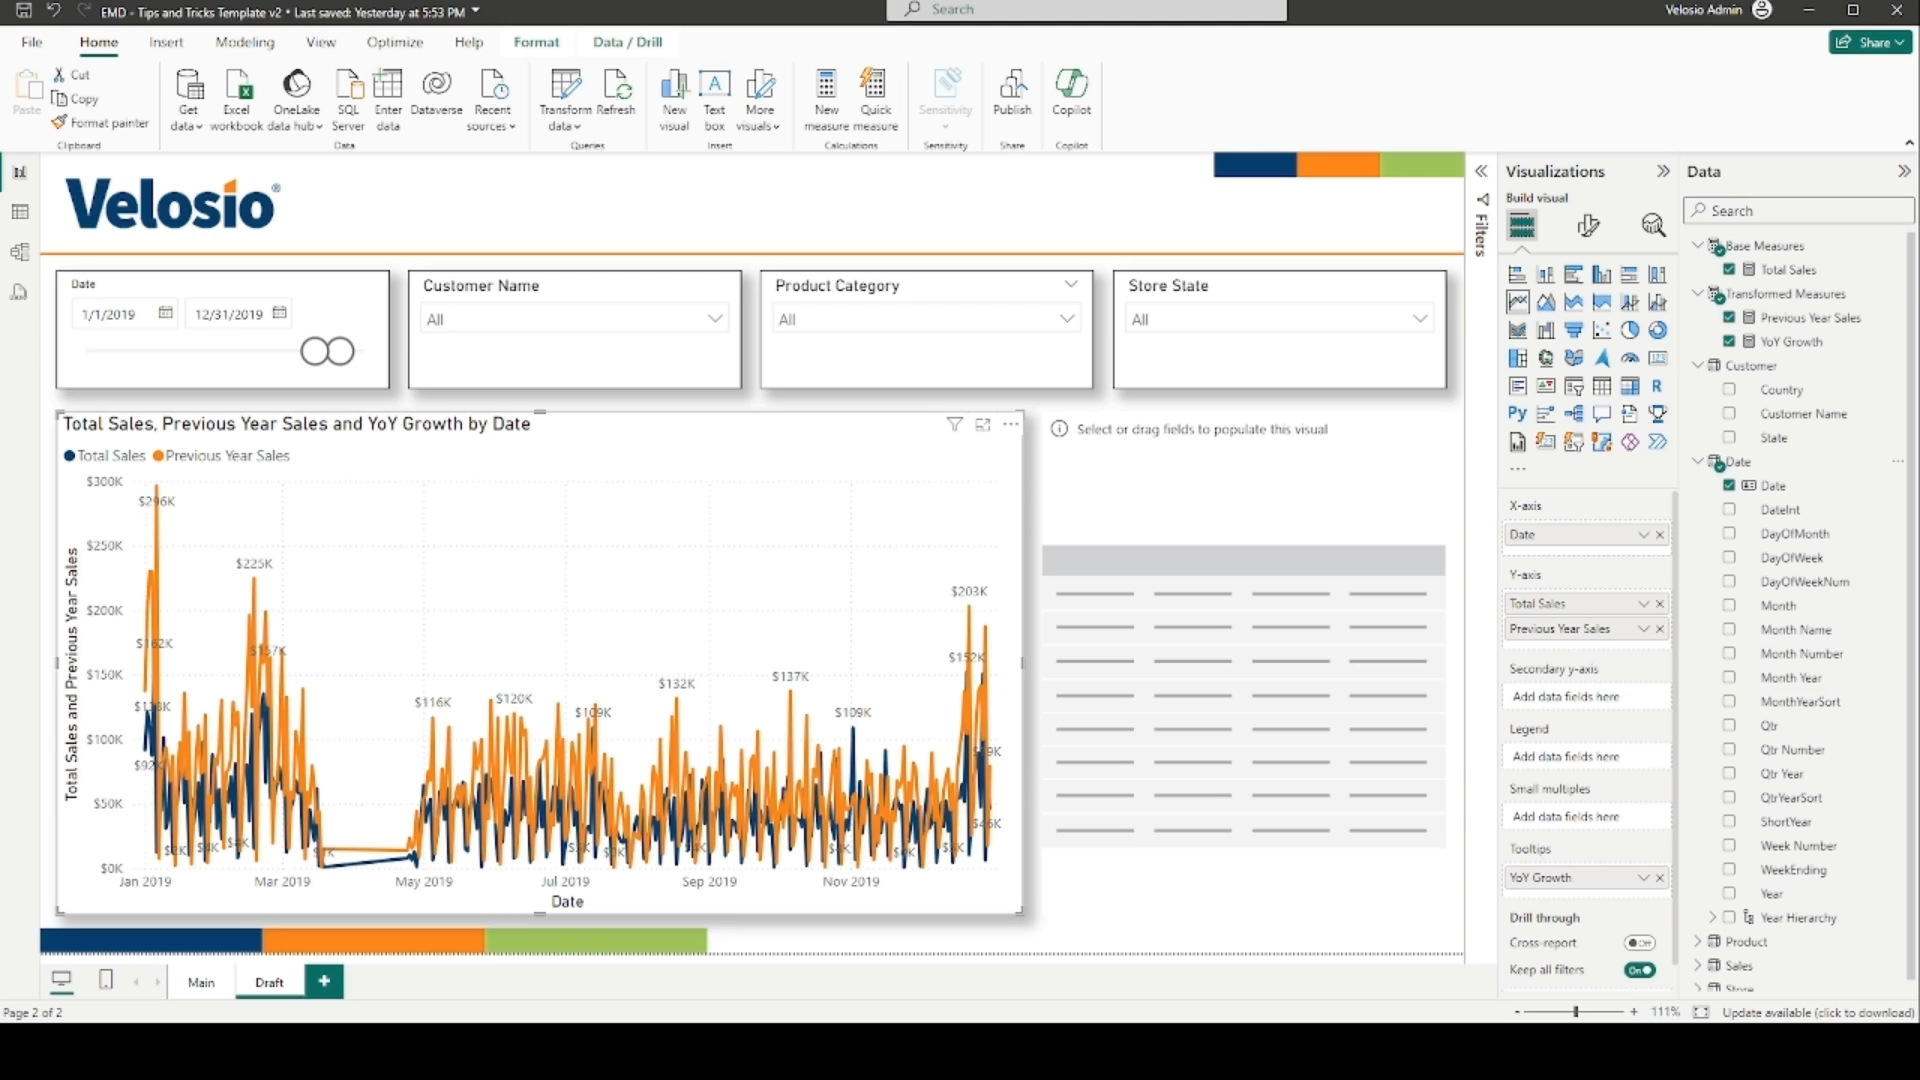 EMD - Tips and Tricks Template v2 • Last saved: Yesterday at 5:53 PM
Search
Velosio Admin
File Home Insert Modeling View Optimize Help Format Data / Drill
Share
Paste
Cut
Copy
Format painter
Clipboard
Get data
Excel workbook
OneLake data hub
SQL Server
Enter data
Dataverse
Recent sources
Data
Transform data
Refresh
Queries
New visual
Text box
More visuals
Insert
New measure
Quick measure
Calculations
Sensitivity
Sensitivity
Publish
Share
Copilot
Copilot
Velosio®
Date
1/1/2019
12/31/2019
Customer Name
All
Product Category
All
Store State
All
Total Sales, Previous Year Sales and YoY Growth by Date
Total Sales Previous Year Sales
Total Sales and Previous Year Sales
$300K
$250K
$200K
$150K
$100K
$50K
$0K
$296K
$225K
$203K
$162K
$157K
$152K
$137K
$132K
$116K
$120K
$109K
$109K
Jan 2019
Mar 2019
May 2019
Jul 2019
Sep 2019
Nov 2019
Date
Select or drag fields to populate this visual
Filters
Visualizations
Build visual
R
Py
123
X-axis
Date
Y-axis
Total Sales
Previous Year Sales
Secondary y-axis
Add data fields here
Legend
Add data fields here
Small multiples
Add data fields here
Tooltips
YoY Growth
Drill through
Cross-report
Off
Keep all filters
On
Data
Search
Base Measures
Total Sales
Transformed Measures
Previous Year Sales
YoY Growth
Customer
Country
Customer Name
State
Date
Date
DateInt
DayOfMonth
DayOfWeek
DayOfWeekNum
Month
Month Name
Month Number
Month Year
MonthYearSort
Qtr
Qtr Number
Qtr Year
QtrYearSort
ShortYear
Week Number
WeekEnding
Year
Year Hierarchy
Product
Sales
Store
Main
Draft
Page 2 of 2
111%
Update available (click to download)